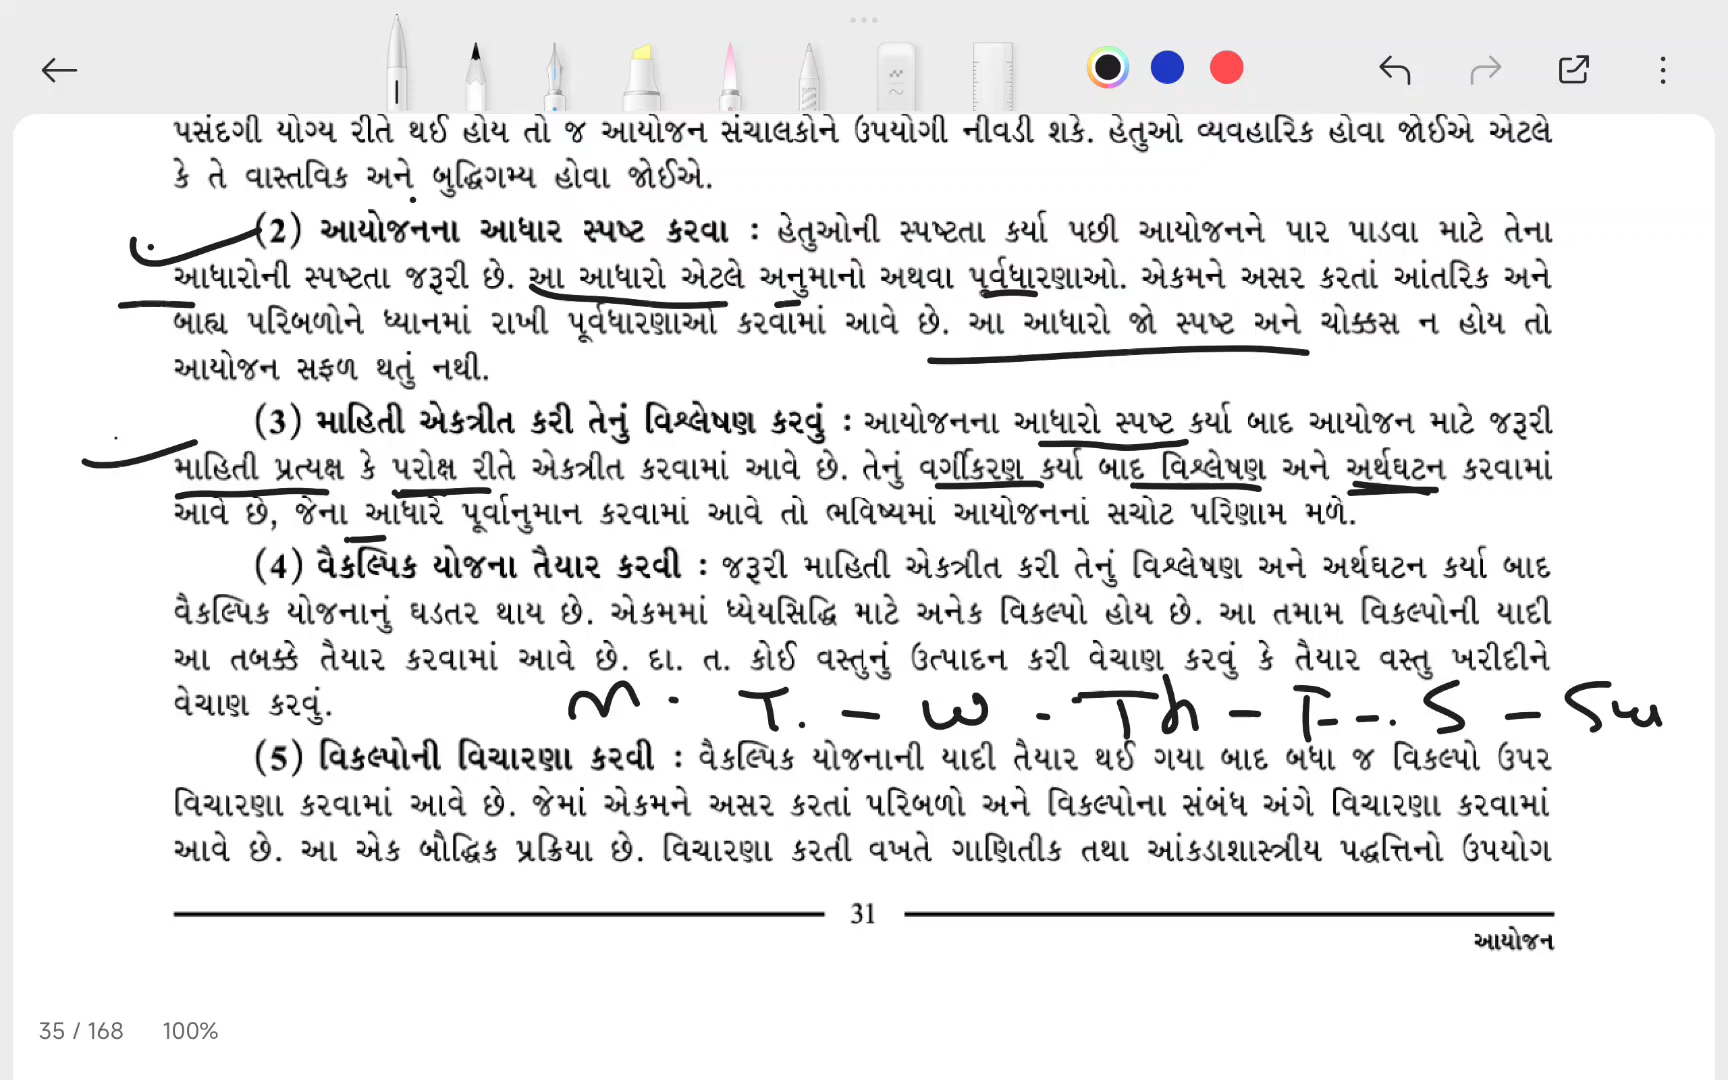 પસંદગી યોગ્ય રીતે થઈ હોય તો જ આયોજન સંચાલકોને ઉપયોગી નીવડી શકે. હેતુઓ વ્યવહારિક હોવા જોઈએ એટલે
કે તે વાસ્તવિક અને બુદ્ધિગમ્ય હોવા જોઈએ.
(2) આયોજનના આધાર સ્પષ્ટ કરવા : હેતુઓની સ્પષ્ટતા કર્યા પછી આયોજનને પાર પાડવા માટે તેના
આધારોની સ્પષ્ટતા જરૂરી છે. આ આધારો એટલે અનુમાનો અથવા પૂર્વધારણાઓ. એકમને અસર કરતાં આંતરિક અને
બાહ્ય પરિબળોને ધ્યાનમાં રાખી પૂર્વધારણાઓ કરવામાં આવે છે. આ આધારો જો સ્પષ્ટ અને ચોક્કસ ન હોય તો
આયોજન સફળ થતું નથી.
(3) માહિતી એકત્રીત કરી તેનું વિશ્લેષણ કરવું : આયોજનના આધારો સ્પષ્ટ કર્યા બાદ આયોજન માટે જરૂરી
માહિતી પ્રત્યક્ષ કે પરોક્ષ રીતે એકત્રીત કરવામાં આવે છે. તેનું વર્ગીકરણ કર્યા બાદ વિશ્લેષણ અને અર્થઘટન કરવામાં
આવે છે, જેના આધારે પૂર્વાનુમાન કરવામાં આવે તો ભવિષ્યમાં આયોજનનાં સચોટ પરિણામ મળે.
(4) વૈકલ્પિક યોજના તૈયાર કરવી : જરૂરી માહિતી એકત્રીત કરી તેનું વિશ્લેષણ અને અર્થઘટન કર્યા બાદ
વૈકલ્પિક યોજનાનું ઘડતર થાય છે. એકમમાં ધ્યેયસિદ્ધિ માટે અનેક વિકલ્પો હોય છે. આ તમામ વિકલ્પોની યાદી
આ તબક્કે તૈયાર કરવામાં આવે છે. દા. ત. કોઈ વસ્તુનું ઉત્પાદન કરી વેચાણ કરવું કે તૈયાર વસ્તુ ખરીદીને
વેચાણ કરવું.
M - T. - W - Th - F - S - Su
(5) વિકલ્પોની વિચારણા કરવી : વૈકલ્પિક યોજનાની યાદી તૈયાર થઈ ગયા બાદ બધા જ વિકલ્પો ઉપર
વિચારણા કરવામાં આવે છે. જેમાં એકમને અસર કરતાં પરિબળો અને વિકલ્પોના સંબંધ અંગે વિચારણા કરવામાં
આવે છે. આ એક બૌદ્ધિક પ્રક્રિયા છે. વિચારણા કરતી વખતે ગાણિતીક તથા આંકડાશાસ્ત્રીય પદ્ધત્તિનો ઉપયોગ
31
આયોજન
35 / 168 100%